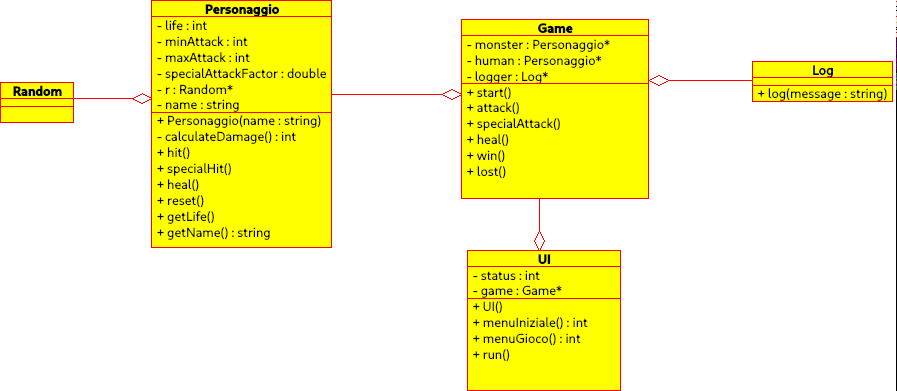 Random
Personaggio
- life : int
- minAttack : int
- maxAttack : int
- specialAttackFactor : double
- r : Random*
- name : string
+ Personaggio(name : string)
- calculateDamage() : int
+ hit()
+ specialHit()
+ heal()
+ reset()
+ getLife()
+ getName() : string
Game
- monster : Personaggio*
- human : Personaggio*
- logger : Log*
+ start()
+ attack()
+ specialAttack()
+ heal()
+ win()
+ lost()
Log
+ log(message : string)
UI
- status : int
- game : Game*
+ UI()
+ menuIniziale() : int
+ menuGioco() : int
+ run()